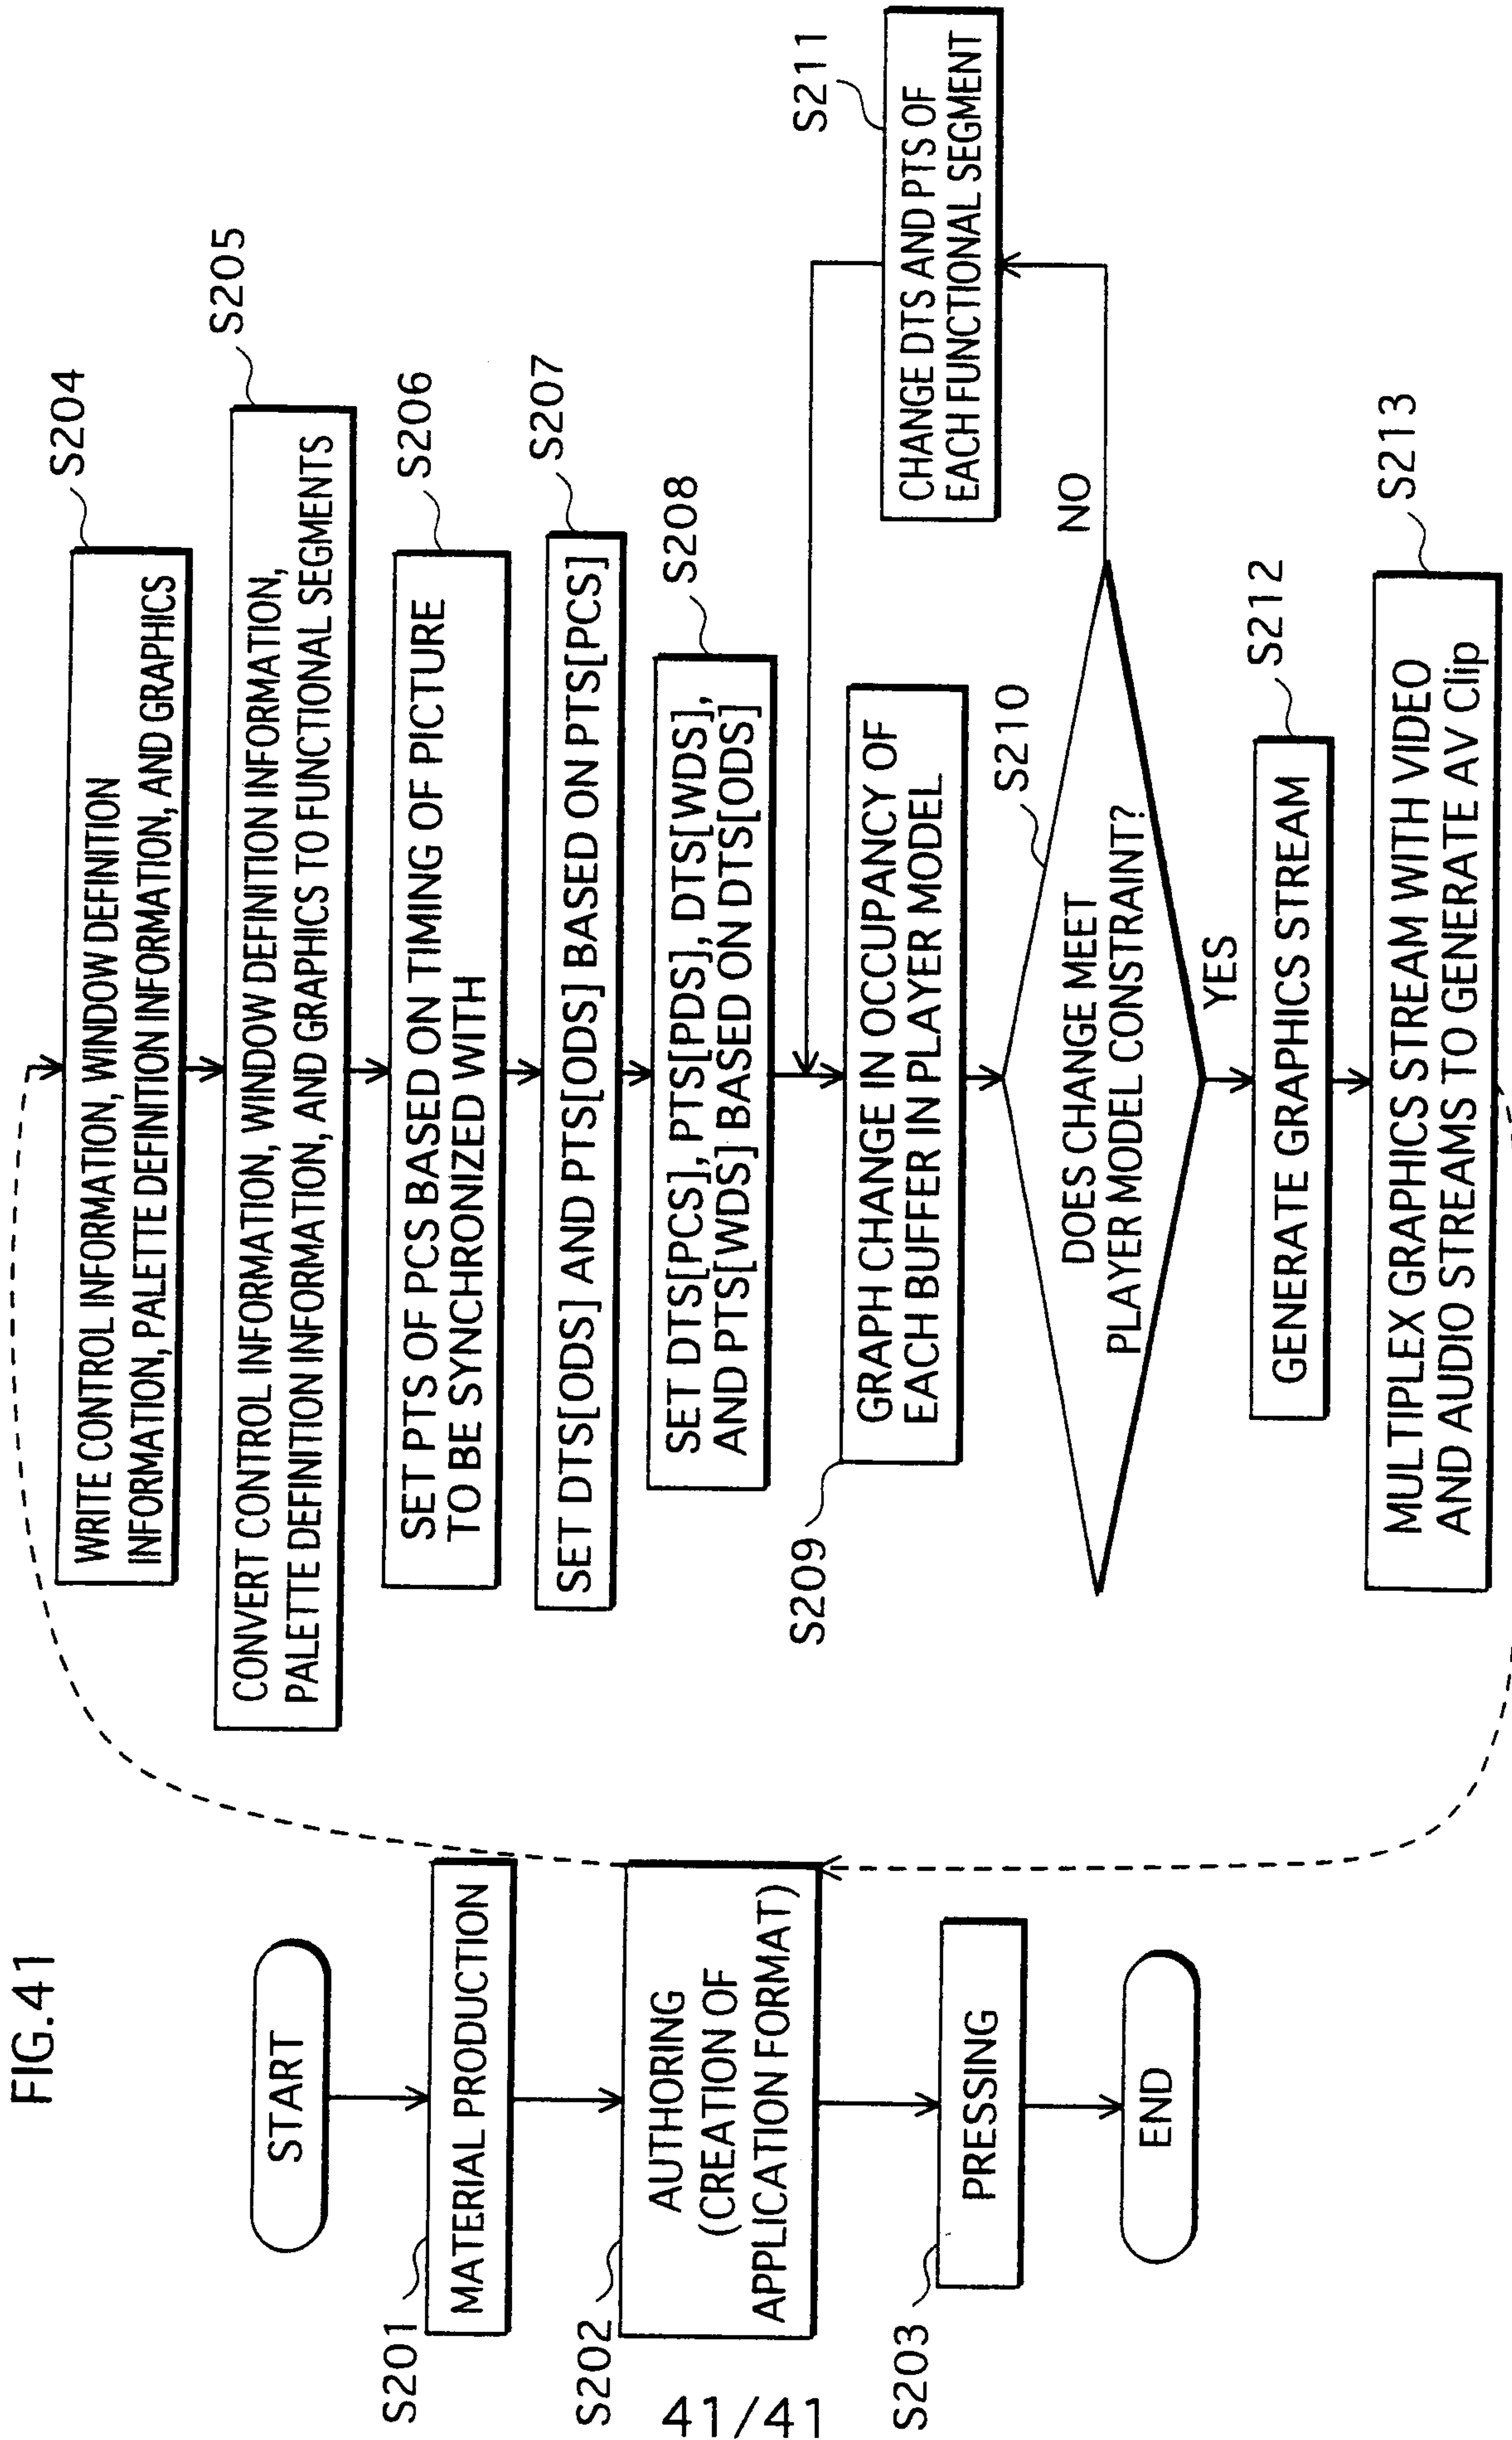 FIG.41
START
S201
MATERIAL PRODUCTION
S202
AUTHORING
(CREATION OF
APPLICATION FORMAT)
S203
PRESSING
END
S204
WRITE CONTROL INFORMATION, WINDOW DEFINITION
INFORMATION, PALETTE DEFINITION INFORMATION, AND GRAPHICS
S205
CONVERT CONTROL INFORMATION, WINDOW DEFINITION INFORMATION,
PALETTE DEFINITION INFORMATION, AND GRAPHICS TO FUNCTIONAL SEGMENTS
S206
SET PTS OF PCS BASED ON TIMING OF PICTURE
TO BE SYNCHRONIZED WITH
S207
SET DTS[ODS] AND PTS[ODS] BASED ON PTS[PCS]
S208
SET DTS[PCS], PTS[PDS], DTS[WDS],
AND PTS[WDS] BASED ON DTS[ODS]
S209
GRAPH CHANGE IN OCCUPANCY OF
EACH BUFFER IN PLAYER MODEL
S210
DOES CHANGE MEET
PLAYER MODEL CONSTRAINT?
NO
S211
CHANGE DTS AND PTS OF
EACH FUNCTIONAL SEGMENT
YES
S212
GENERATE GRAPHICS STREAM
S213
MULTIPLEX GRAPHICS STREAM WITH VIDEO
AND AUDIO STREAMS TO GENERATE AV Clip
41/41